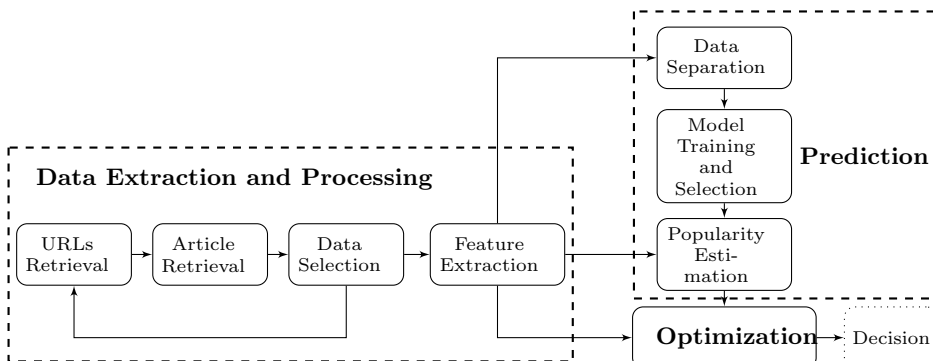 Data
Separation
Model
Training
and
Selection
Prediction
Data Extraction and Processing
URLs
Retrieval
Article
Retrieval
Data
Selection
Feature
Extraction
Popularity
Esti-
mation
Optimization
Decision